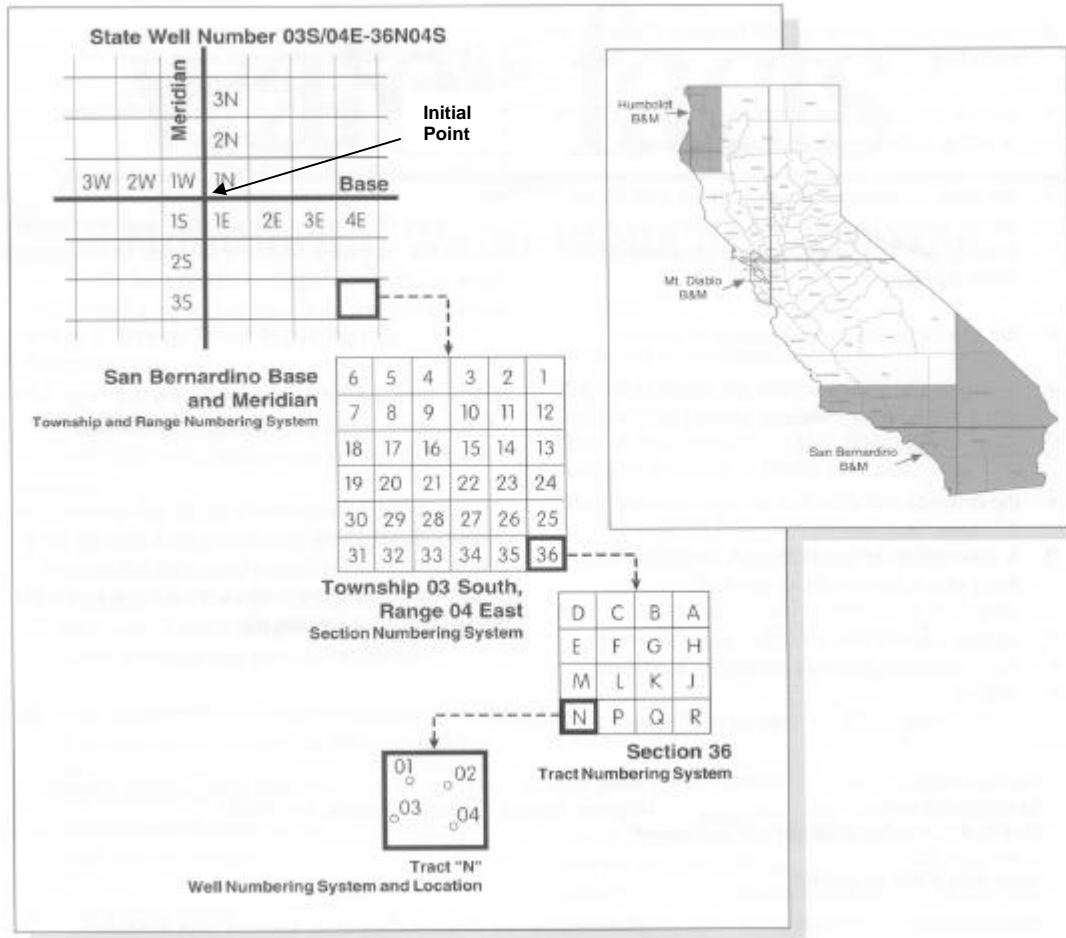 State Well Number 03S/04E-36N04S
Meridian
3N
2N
Initial
Point
3W 2W 1W 1N Base
1S 1E 2E 3E 4E
2S
3S
San Bernardino Base
and Meridian
Township and Range Numbering System
6 5 4 3 2 1
7 8 9 10 11 12
18 17 16 15 14 13
19 20 21 22 23 24
30 29 28 27 26 25
31 32 33 34 35 36
Township 03 South,
Range 04 East
Section Numbering System
D C B A
E F G H
M L K J
N P Q R
Section 36
Tract Numbering System
01 02
03 04
Tract "N"
Well Numbering System and Location
Humboldt
B&M
Mt. Diablo
B&M
San Bernardino
B&M